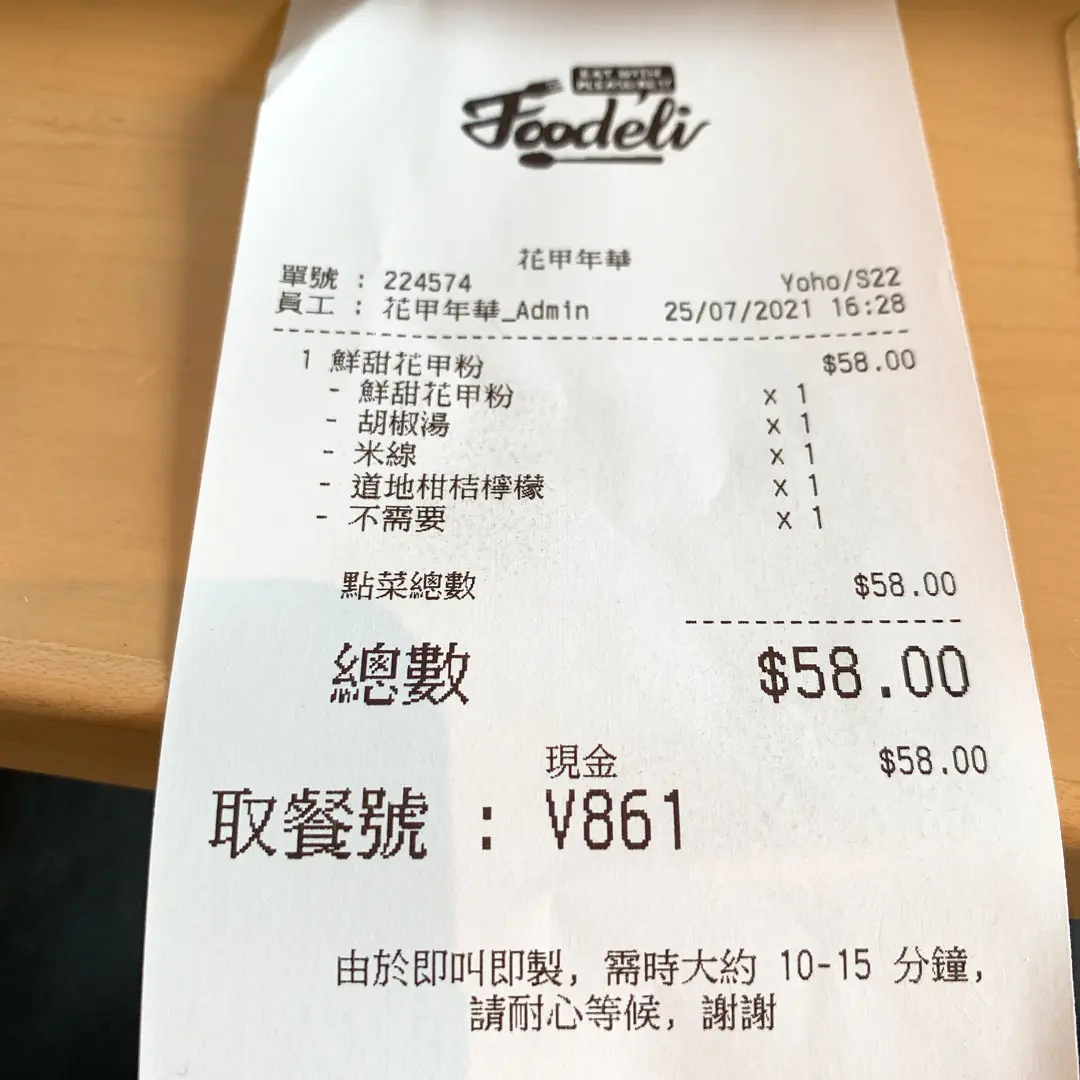 EAT WITH
PLEASURE!!
Foodeli
花甲年華
單號 : 224574 Yoho/S22
員工 : 花甲年華_Admin 25/07/2021 16:28
1 鮮甜花甲粉 $58.00
- 鮮甜花甲粉 x 1
- 胡椒湯 x 1
- 米線 x 1
- 道地柑桔檸檬 x 1
- 不需要 x 1
點菜總數 $58.00
總數 $58.00
現金 $58.00
取餐號 : V861
由於即叫即製, 需時大約 10-15 分鐘,
請耐心等候, 謝謝